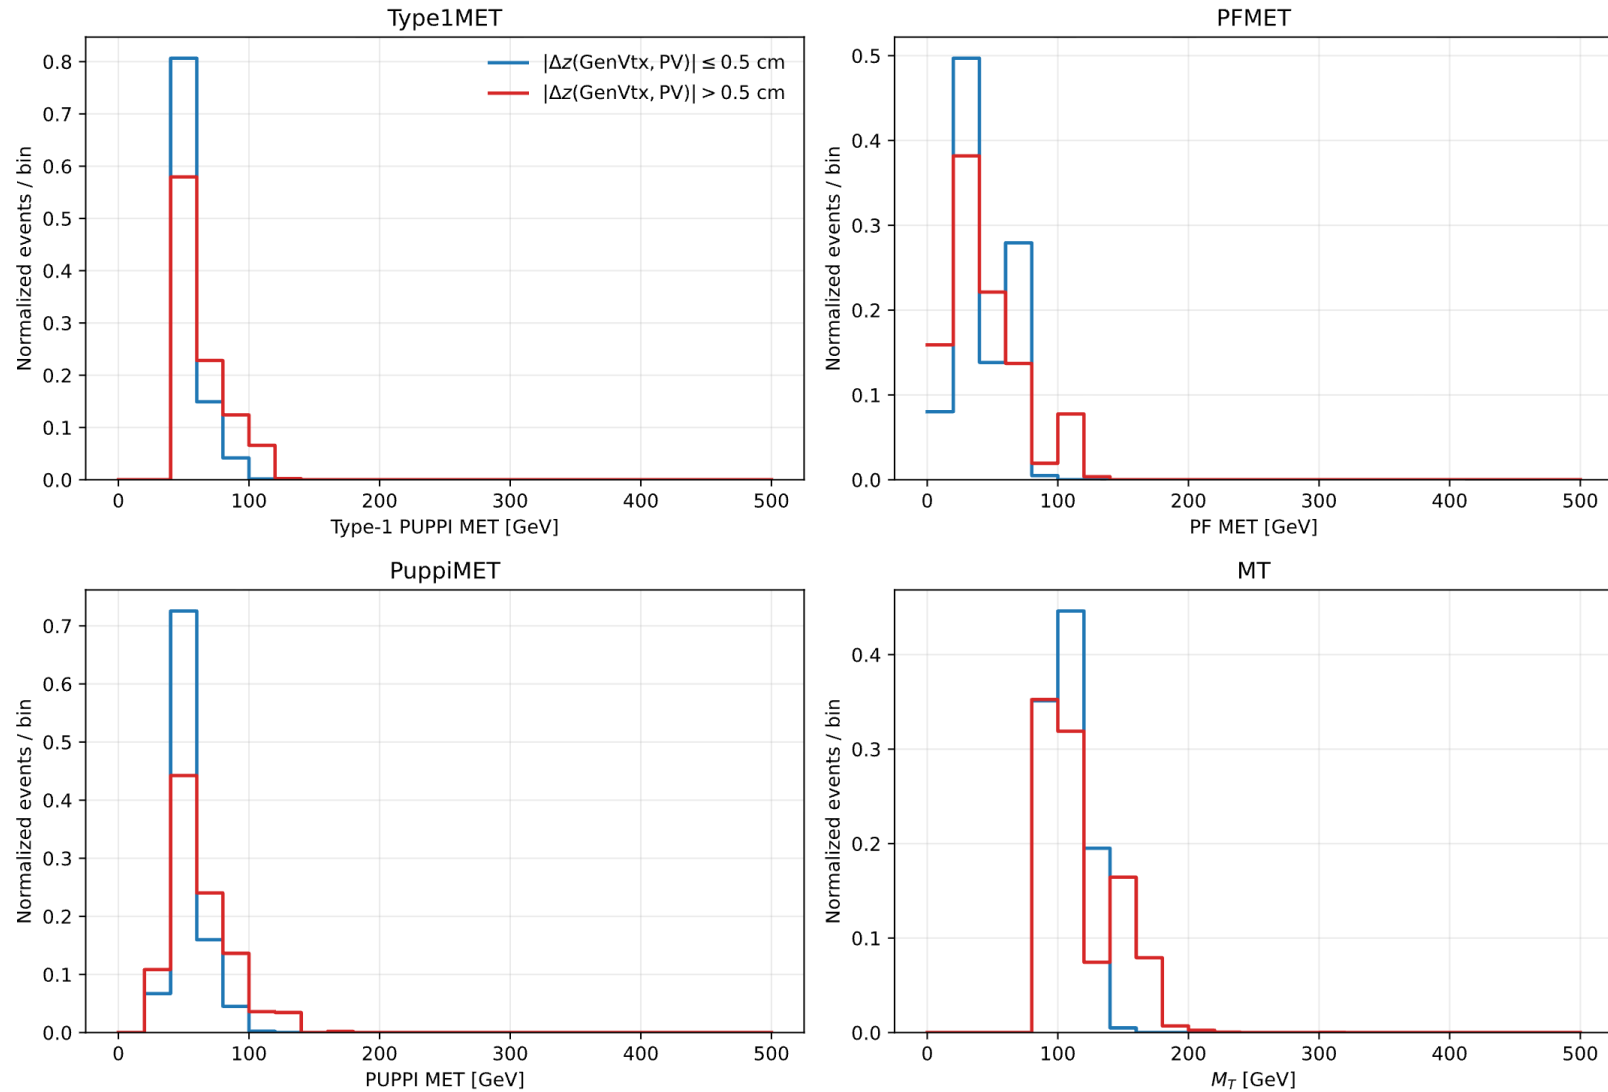 Type1MET
Normalized events / bin
0.8
0.7
0.6
0.5
0.4
0.3
0.2
0.1
0.0
|Δz(GenVtx, PV)| ≤ 0.5 cm
|Δz(GenVtx, PV)| > 0.5 cm
0 100 200 300 400 500
Type-1 PUPPI MET [GeV]
PFMET
Normalized events / bin
0.5
0.4
0.3
0.2
0.1
0.0
0 100 200 300 400 500
PF MET [GeV]
PuppiMET
Normalized events / bin
0.7
0.6
0.5
0.4
0.3
0.2
0.1
0.0
0 100 200 300 400 500
PUPPI MET [GeV]
MT
Normalized events / bin
0.4
0.3
0.2
0.1
0.0
0 100 200 300 400 500
M_T [GeV]